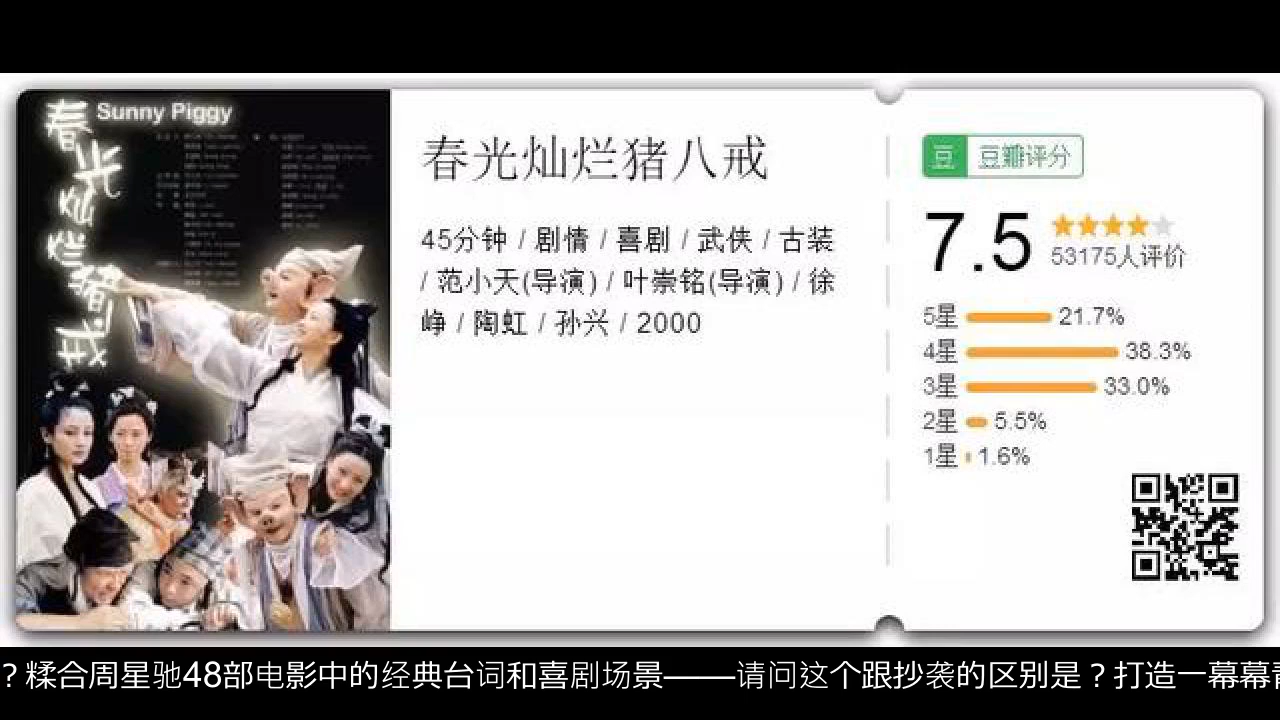 Sunny Piggy
春光灿烂猪八戒
春光灿烂猪八戒
45分钟 / 剧情 / 喜剧 / 武侠 / 古装
/ 范小天(导演) / 叶崇铭(导演) / 徐
峥 / 陶虹 / 孙兴 / 2000
豆 豆瓣评分
7.5
53175人评价
5星 21.7%
4星 38.3%
3星 33.0%
2星 5.5%
1星 1.6%
？糅合周星驰48部电影中的经典台词和喜剧场景——请问这个跟抄袭的区别是？打造一幕幕